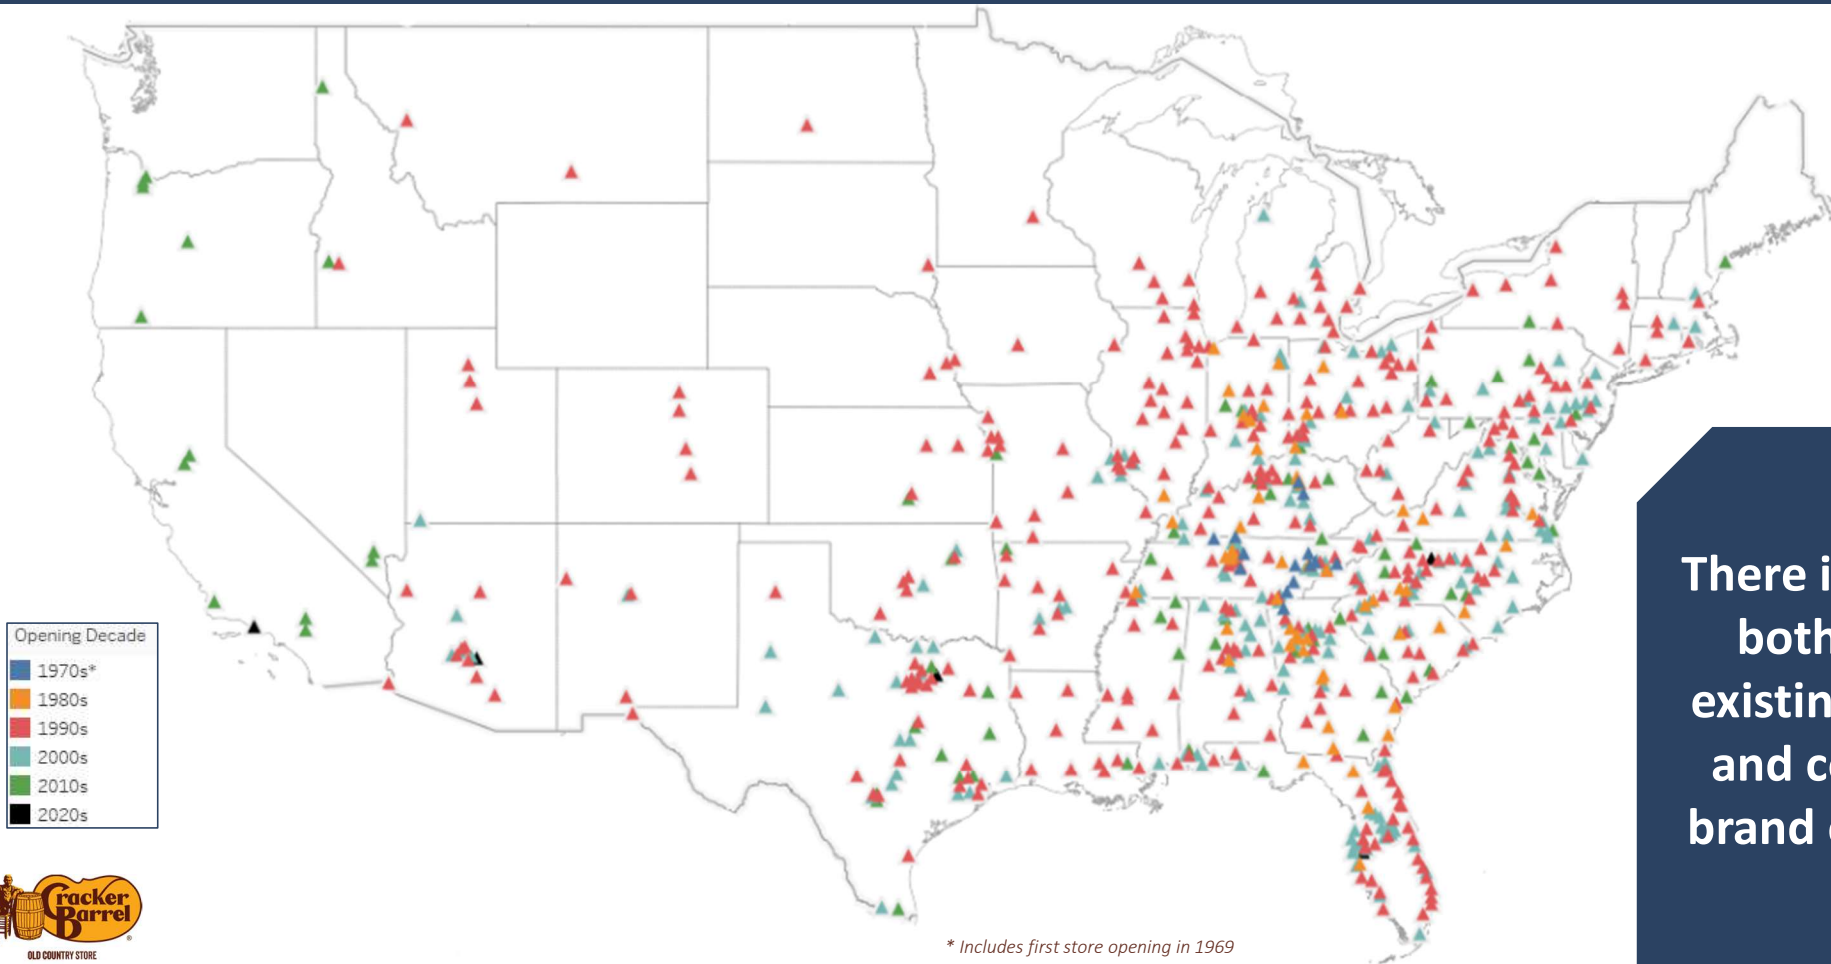 Opening Decade
1970s*
1980s
1990s
2000s
2010s
2020s
There i
both
existin
and c
brand
Cracker
Barrel
®
OLD COUNTRY STORE
* Includes first store opening in 1969